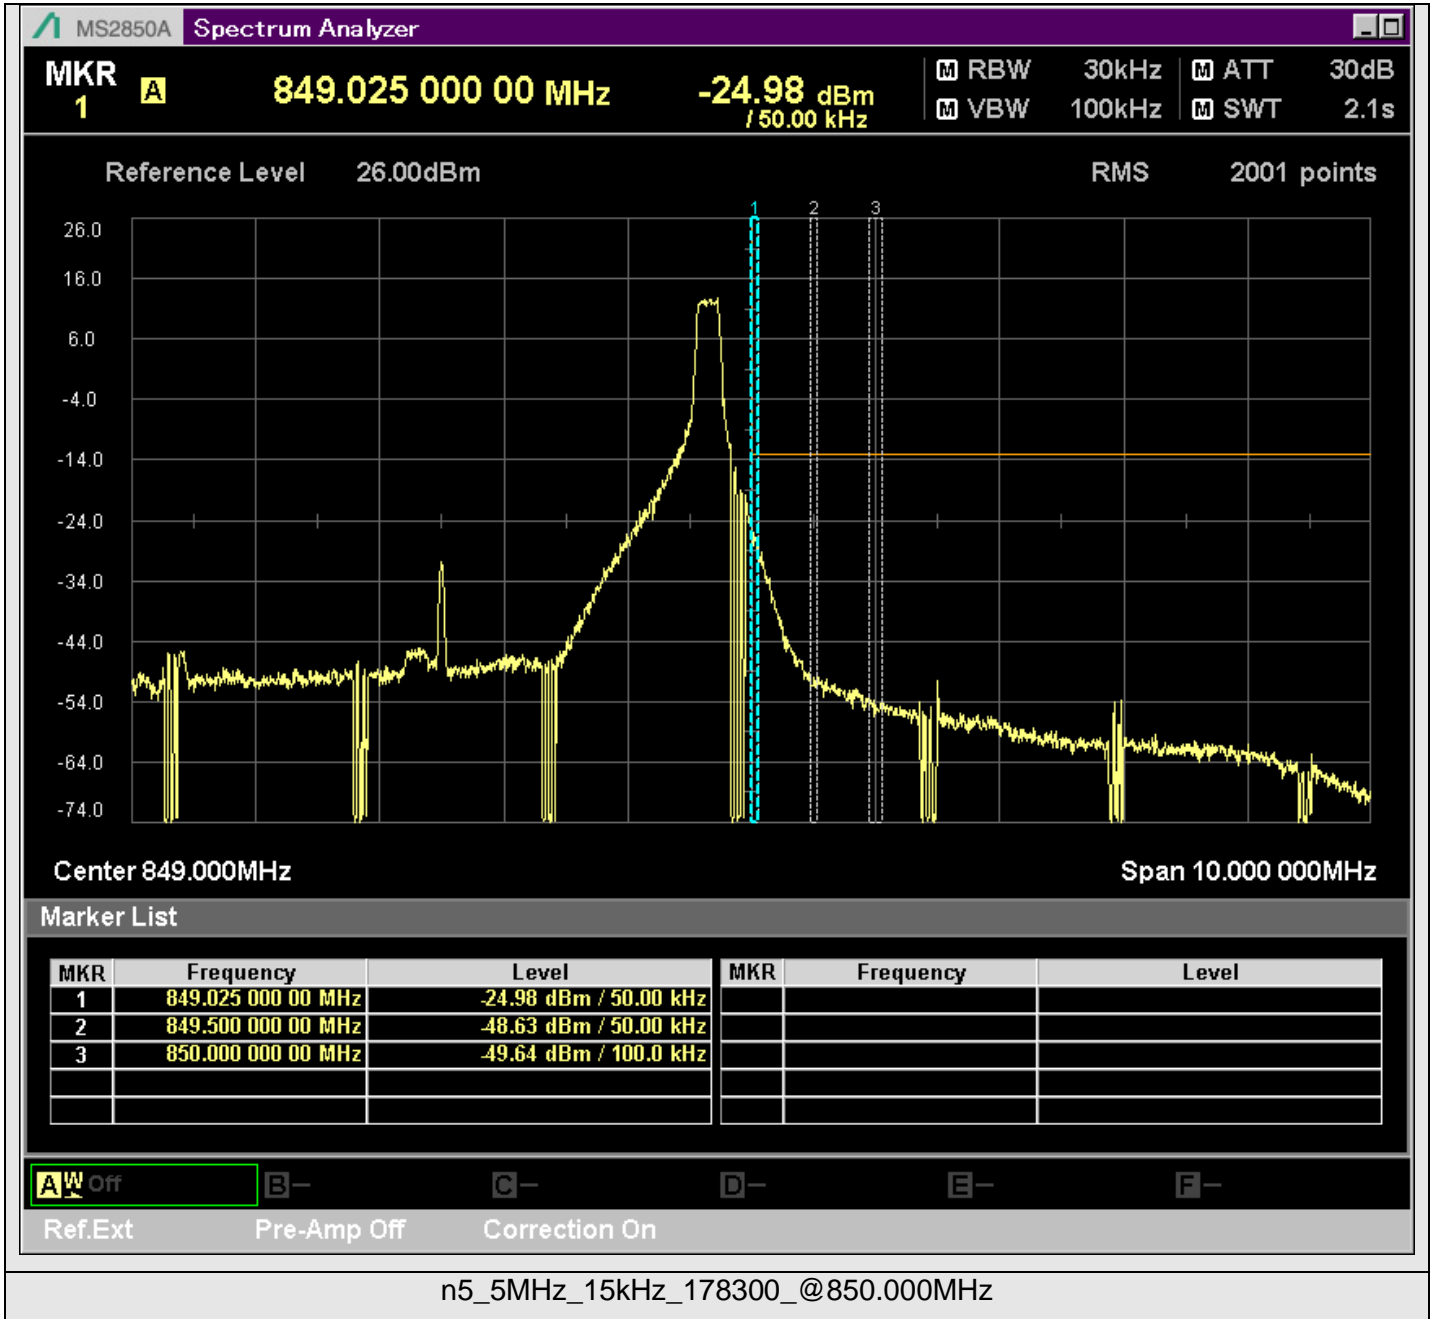 MS2850A Spectrum Analyzer
MKR 1 A 849.025 000 00 MHz -24.98 dBm / 50.00 kHz
M RBW 30kHz M ATT 30dB
M VBW 100kHz M SWT 2.1s
Reference Level 26.00dBm RMS 2001 points
1 2 3
26.0
16.0
6.0
-4.0
-14.0
-24.0
-34.0
-44.0
-54.0
-64.0
-74.0
Center 849.000MHz Span 10.000 000MHz
Marker List
MKR Frequency Level MKR Frequency Level
1 849.025 000 00 MHz -24.98 dBm / 50.00 kHz
2 849.500 000 00 MHz -48.63 dBm / 50.00 kHz
3 850.000 000 00 MHz -49.64 dBm / 100.0 kHz
A W Off B — C — D — E — F —
Ref.Ext Pre-Amp Off Correction On
n5_5MHz_15kHz_178300_@850.000MHz